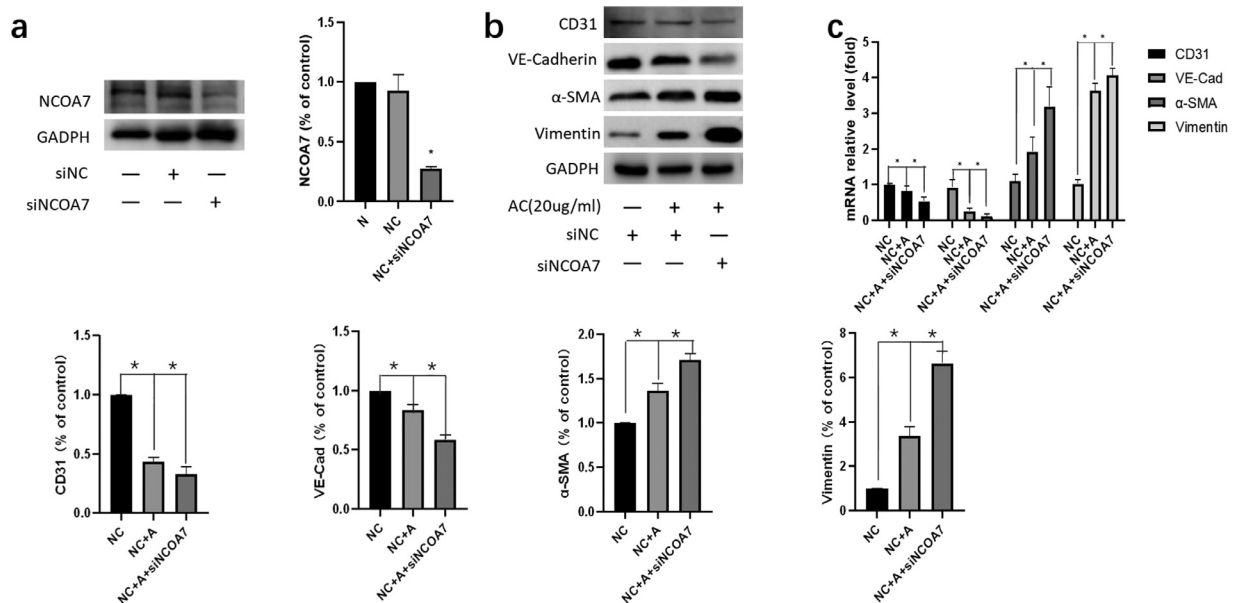 a
NCOA7
GADPH
siNC — + —
siNCOA7 — — +
NCOA7 (% of control)
1.5
1.0
0.5
0.0
*
N
NC
NC+siNCOA7
b
CD31
VE-Cadherin
α-SMA
Vimentin
GADPH
AC(20ug/ml) — + +
siNC + + —
siNCOA7 — — +
c
mRNA relative level (fold)
5
4
3
2
1
0
* *
* *
* *
* *
NC
NC+A
NC+A+siNCOA7
NC
NC+A
NC+A+siNCOA7
NC
NC+A
NC+A+siNCOA7
NC
NC+A
NC+A+siNCOA7
CD31
VE-Cad
α-SMA
Vimentin
CD31 (% of control)
1.5
1.0
0.5
0.0
* *
NC
NC+A
NC+A+siNCOA7
VE-Cad (% of control)
1.5
1.0
0.5
0.0
* *
NC
NC+A
NC+A+siNCOA7
α-SMA (% of control)
2.0
1.5
1.0
0.5
0.0
* *
NC
NC+A
NC+A+siNCOA7
Vimentin (% of control)
8
6
4
2
0
* *
NC
NC+A
NC+A+siNCOA7